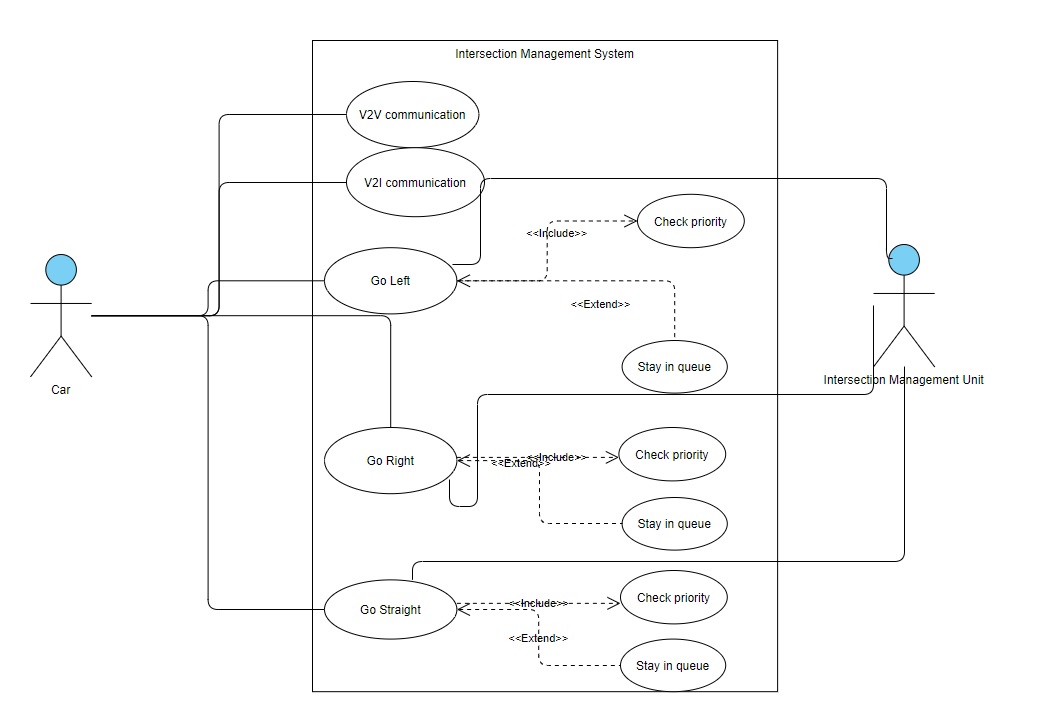 Intersection Management System
V2V communication
V2I communication
Check priority
<<Include>>
Go Left
<<Extend>>
Stay in queue
Car
Intersection Management Unit
Go Right
<<Include>>
<<Extend>>
Check priority
Stay in queue
Go Straight
<<Include>>
Check priority
<<Extend>>
Stay in queue